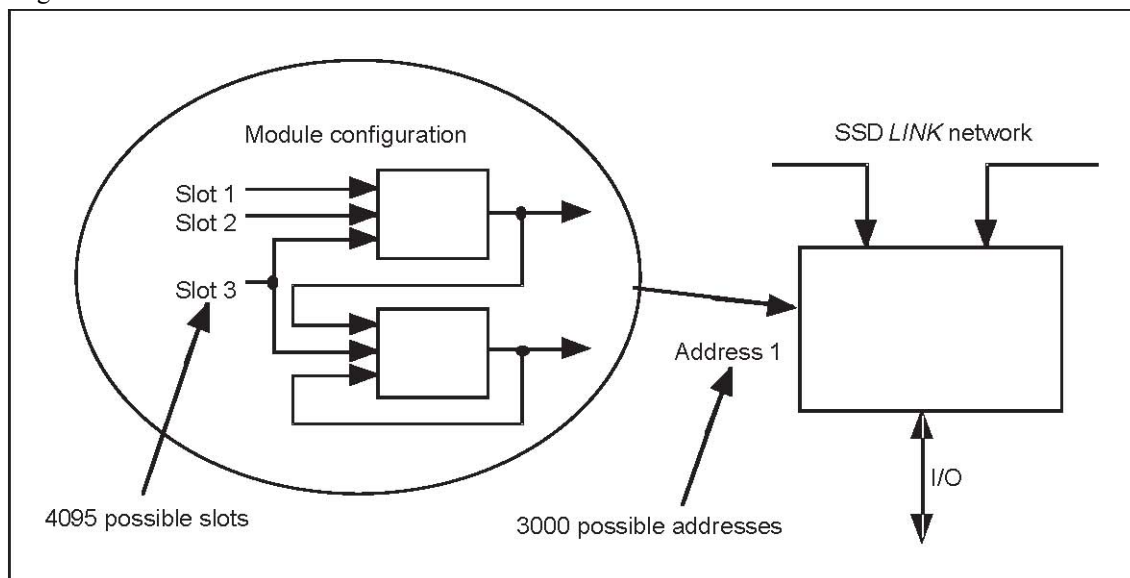 Module configuration
SSD LINK network
Slot 1
Slot 2
Slot 3
Address 1
I/O
4095 possible slots
3000 possible addresses